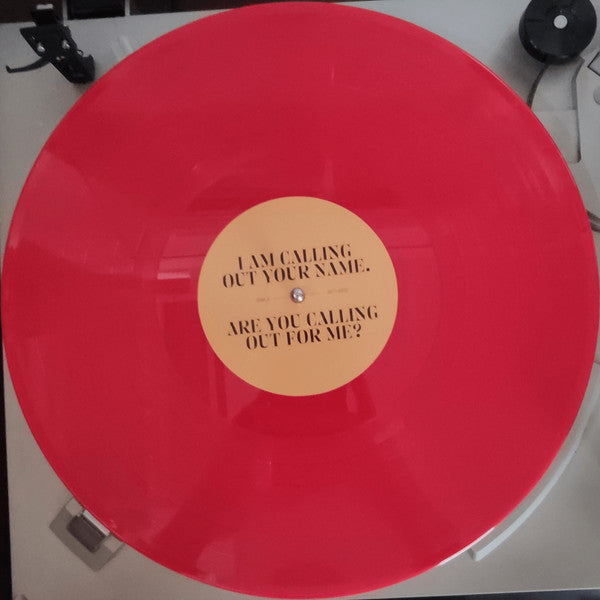 I AM CALLING
OUT YOUR NAME.
ARE YOU CALLING
OUT FOR ME?